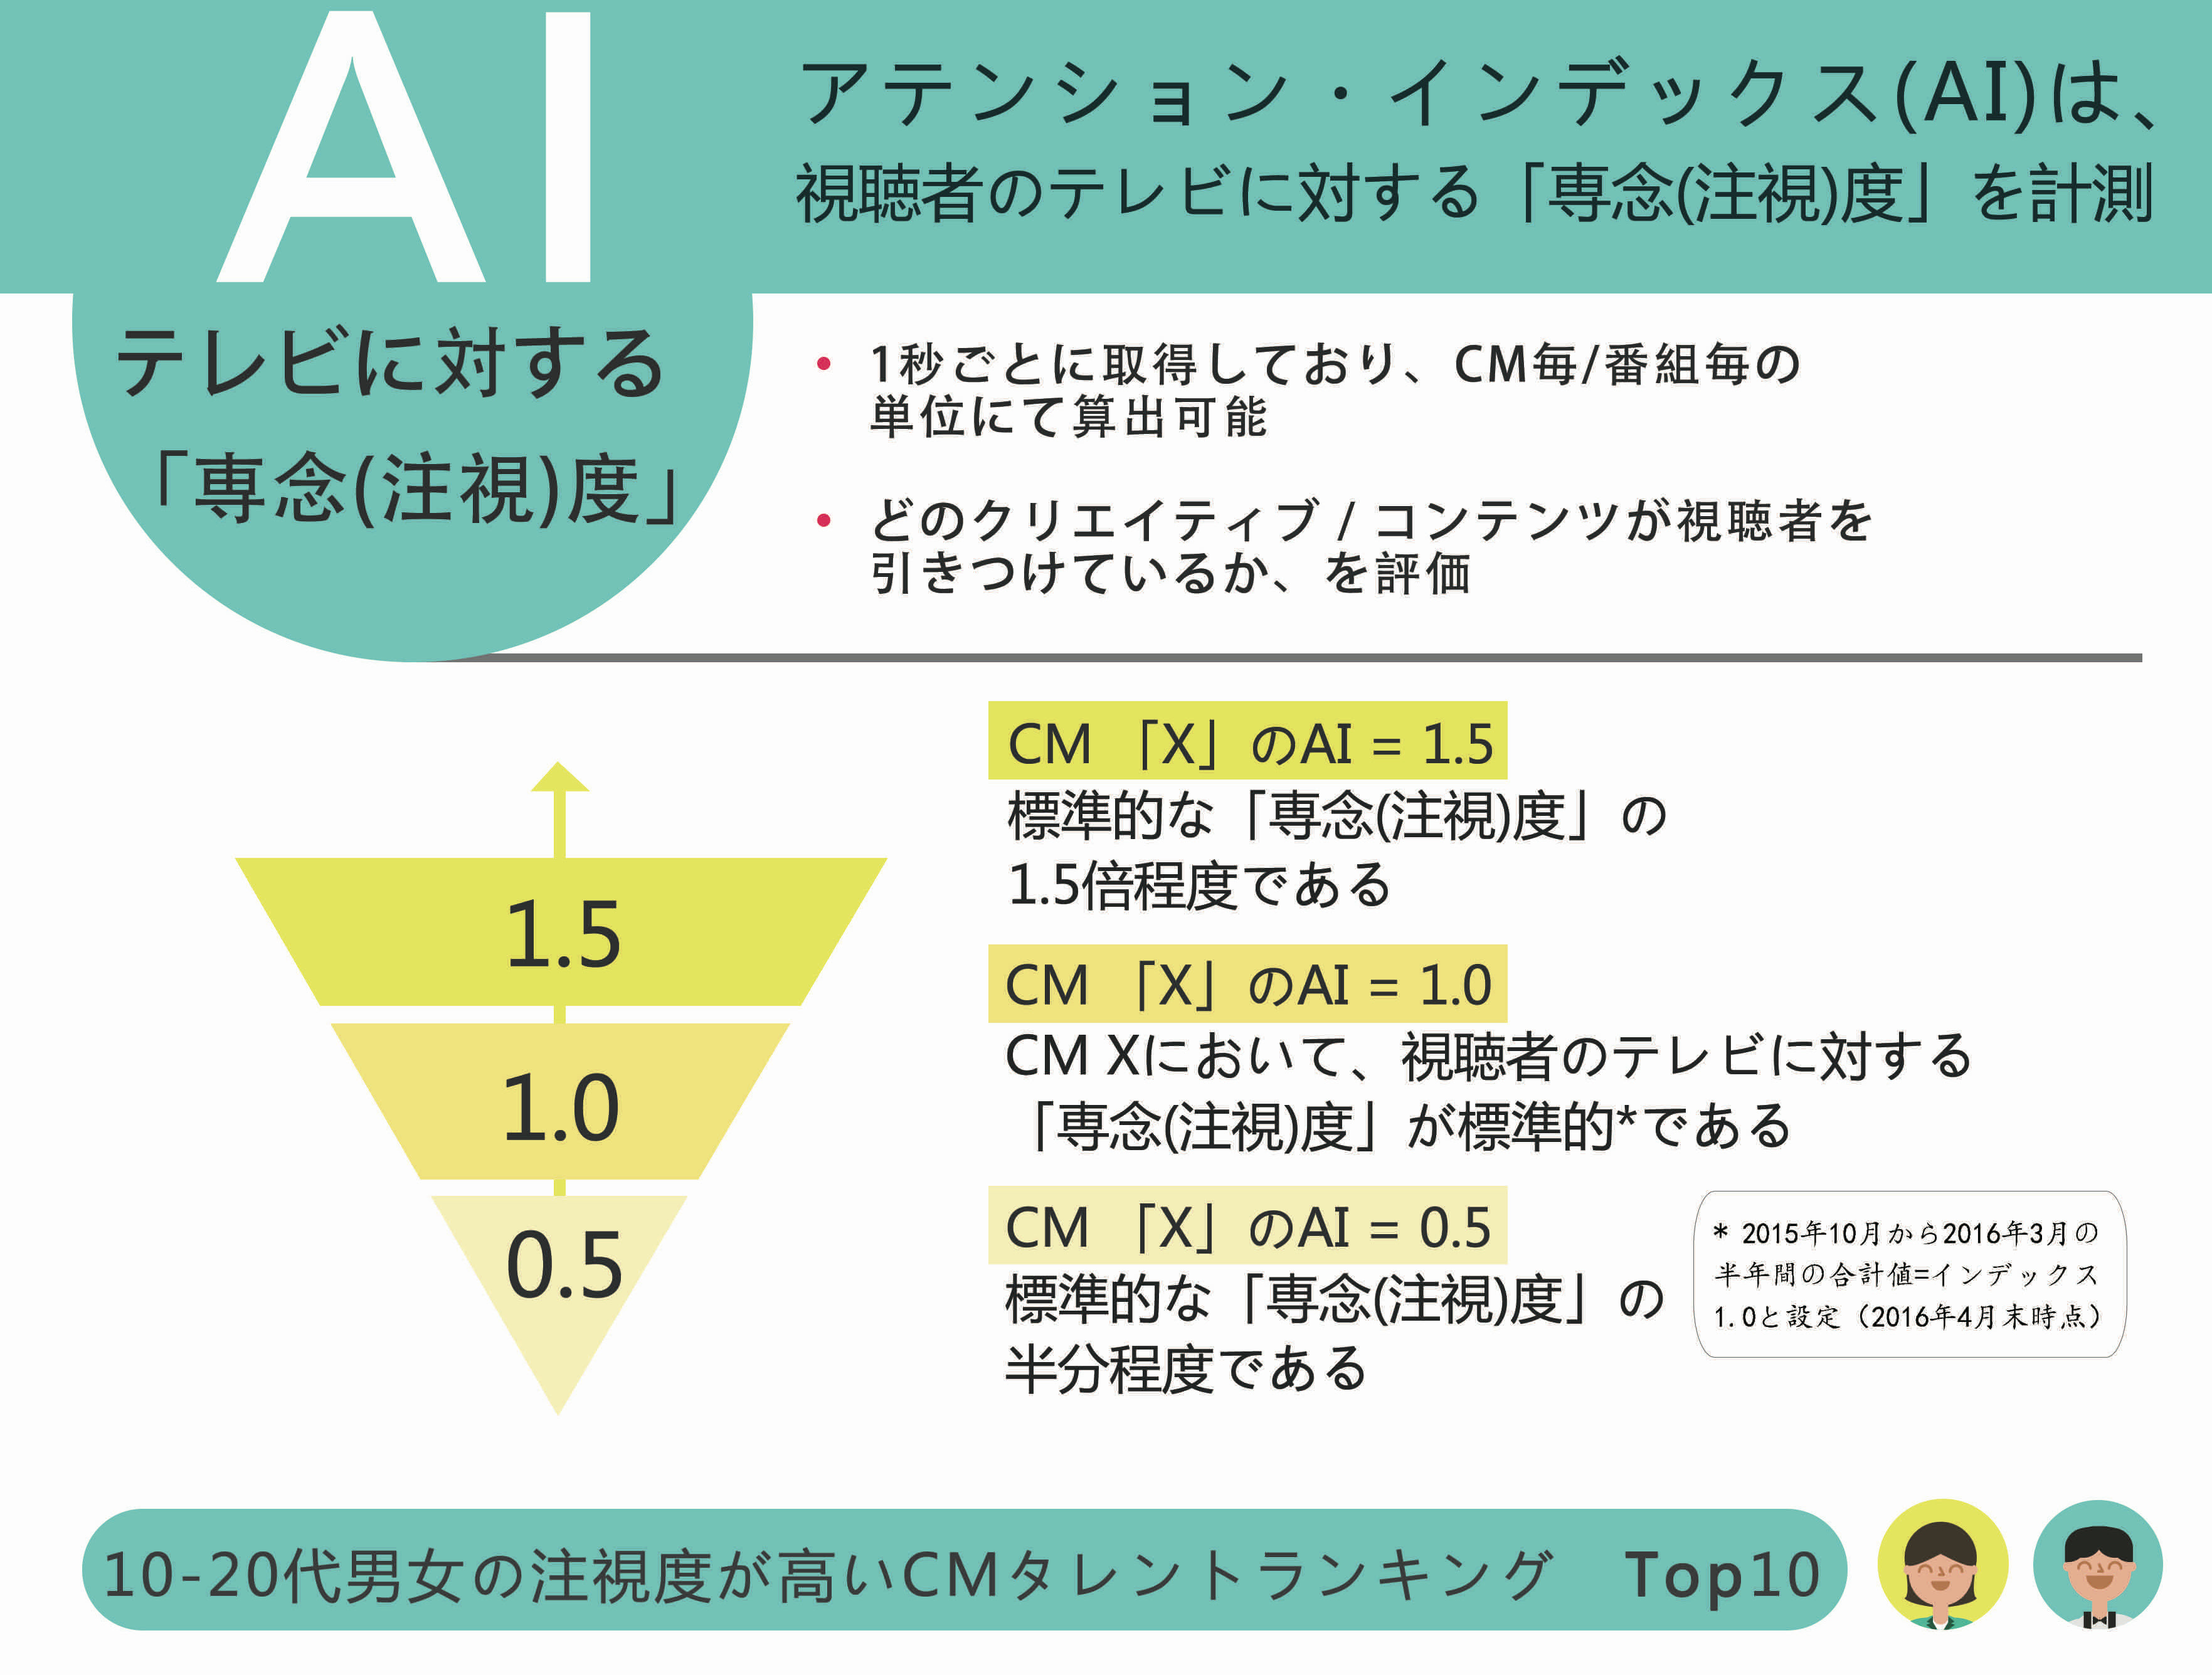 AI
テレビに対する
「専念(注視)度」
アテンション・インデックス(AI)は、
視聴者のテレビに対する「専念(注視)度」を計測
• 1秒ごとに取得しており、CM毎/番組毎の
単位にて算出可能
• どのクリエイティブ / コンテンツが視聴者を
引きつけているか、を評価
1.5
1.0
0.5
CM 「X」のAI = 1.5
標準的な「専念(注視)度」の
1.5倍程度である
CM 「X」のAI = 1.0
CM Xにおいて、視聴者のテレビに対する
「専念(注視)度」が標準的*である
CM 「X」のAI = 0.5
標準的な「専念(注視)度」の
半分程度である
* 2015年10月から2016年3月の
半年間の合計値=インデックス
1.0と設定（2016年4月末時点）
10-20代男女の注視度が高いCMタレントランキング Top10